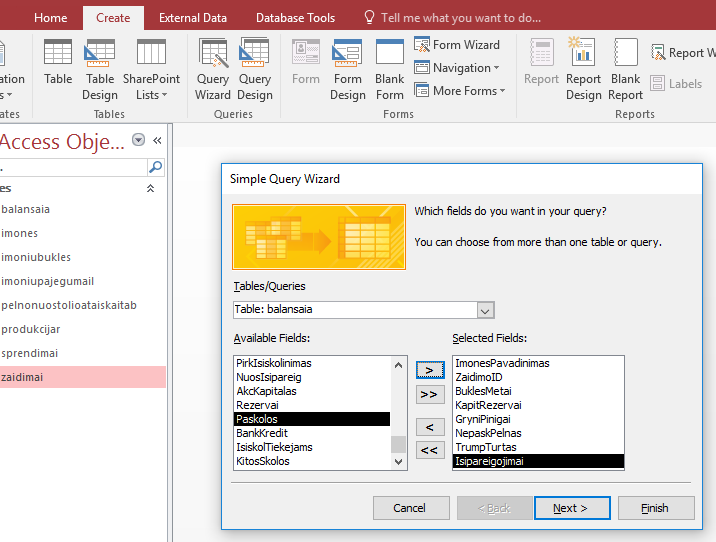 Home Create External Data Database Tools Tell me what you want to do...
Table Table Design SharePoint Lists Query Wizard Query Design Form Form Design Blank Form Form Wizard Navigation More Forms Report Report Design Blank Report Report W Labels
Tables Queries Forms Reports
Access Obje...
balansaia
imones
imoniubukles
imoniupajegumail
pelnonuostolioataiskaitab
produkcijar
sprendimai
zaidimai
Simple Query Wizard
Which fields do you want in your query?
You can choose from more than one table or query.
Tables/Queries
Table: balansaia
Available Fields:
PirkIsiskolinimas
NuosIsipareig
AkcKapitalas
Rezervai
Paskolos
BankKredit
IsiskolTiekejams
KitosSkolos
>
>>
<
<<
Selected Fields:
ImonesPavadinimas
ZaidimoID
BuklesMetai
KapitRezervai
GryniPinigai
NepaskPelnas
TrumpTurtas
Isipareigojimai
Cancel < Back Next > Finish